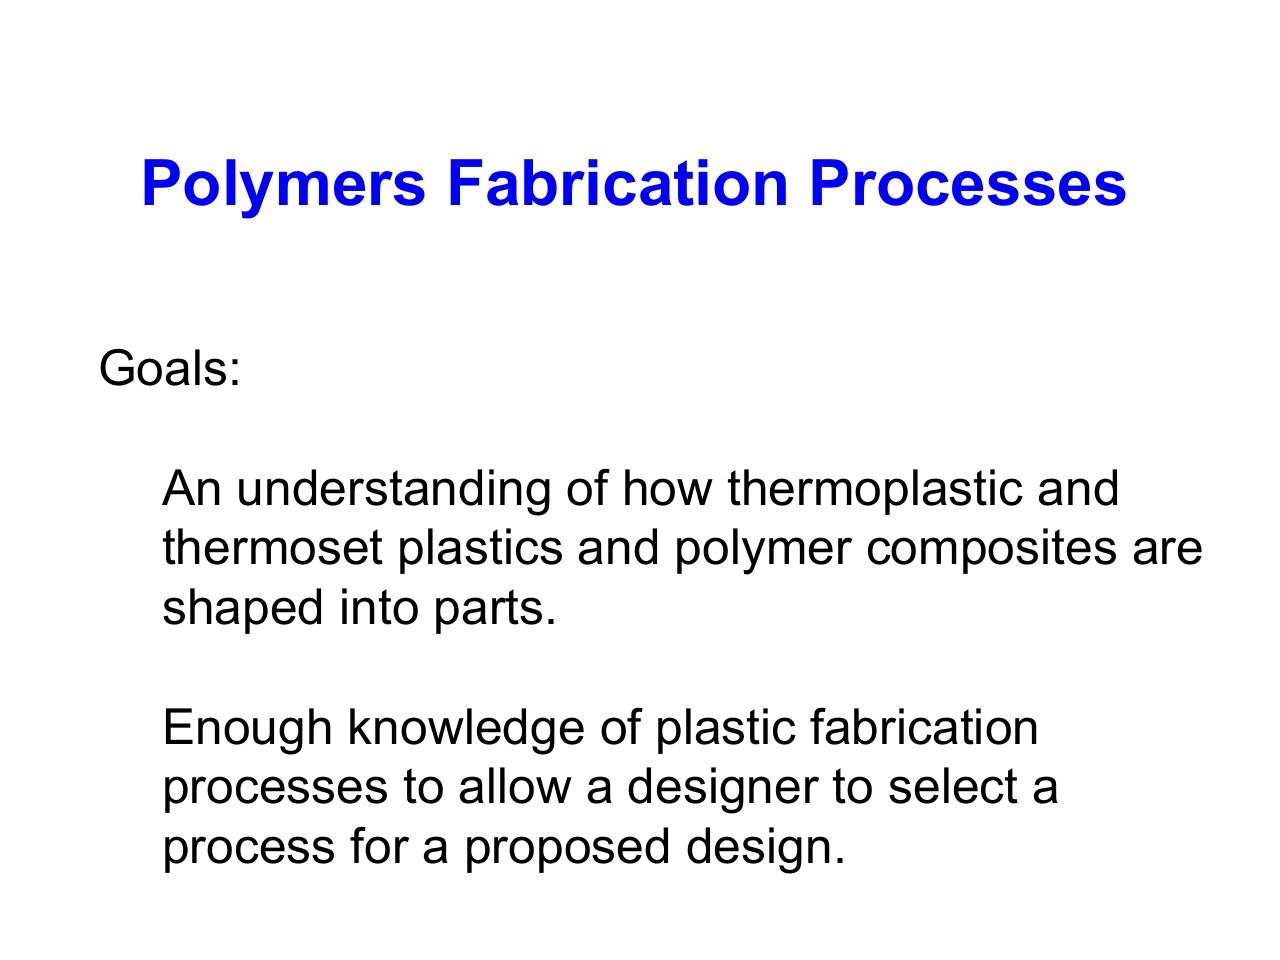 Polymers Fabrication Processes
Goals:
An understanding of how thermoplastic and
thermoset plastics and polymer composites are
shaped into parts.
Enough knowledge of plastic fabrication
processes to allow a designer to select a
process for a proposed design.